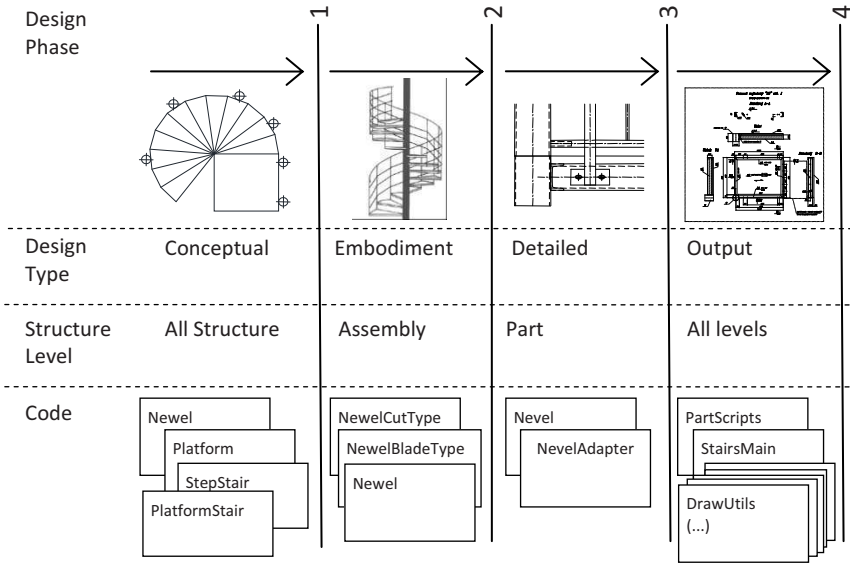 Design
Phase
1
2
3
4
Design
Type
Conceptual
Embodiment
Detailed
Output
Structure
Level
All Structure
Assembly
Part
All levels
Code
Newel
Platform
StepStair
PlatformStair
NewelCutType
NewelBladeType
Newel
Nevel
NevelAdapter
PartScripts
StairsMain
DrawUtils
(...)